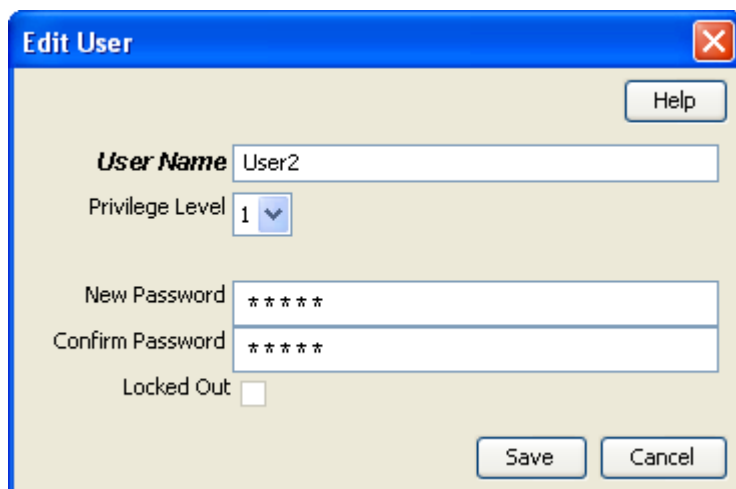 Edit User
Help
User Name User2
Privilege Level 1
New Password *****
Confirm Password *****
Locked Out
Save Cancel